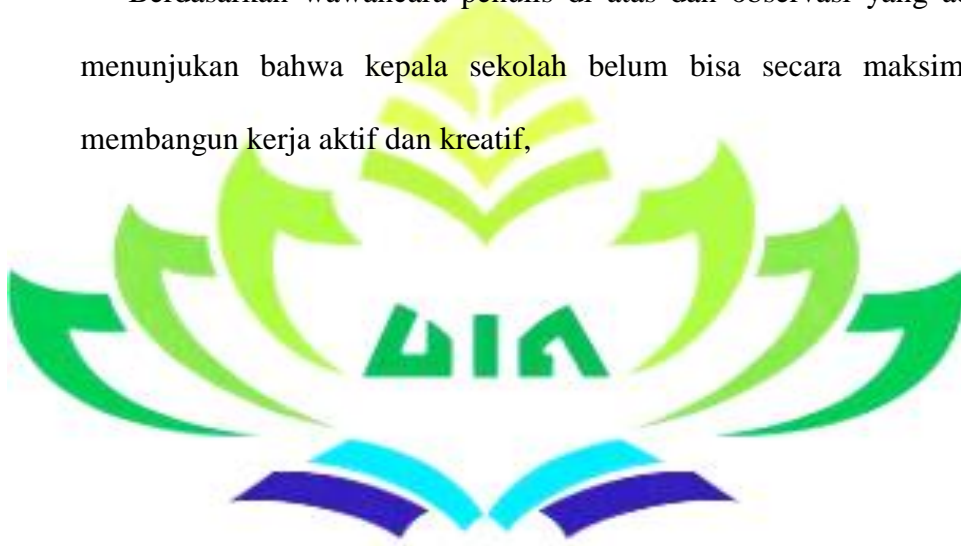 Berdasarkan wawancara penulis di atas dan observasi yang
menunjukan bahwa kepala sekolah belum bisa secara
membangun kerja aktif dan kreatif,
UIN